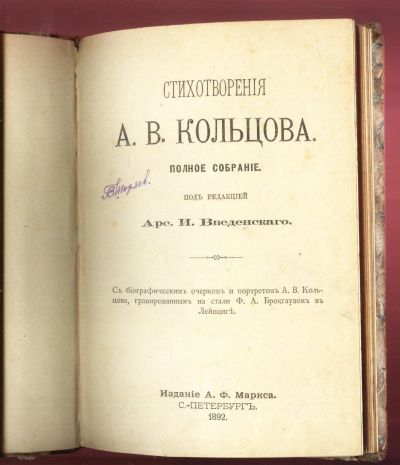 СТИХОТВОРЕНІЯ
А. В. КОЛЬЦОВА.
ПОЛНОЕ СОБРАНІЕ.
ПОДЪ РЕДАКЦІЕЙ
Арс. И. Введенскаго.
Съ біографическимъ очеркомъ и портретомъ А. В. Коль-
цова, гравированнымъ на стали Ф. А. Брокгаузомъ въ
Лейпцигѣ.
Изданіе А. Ф. Маркса.
С.-ПЕТЕРБУРГЪ.
1892.